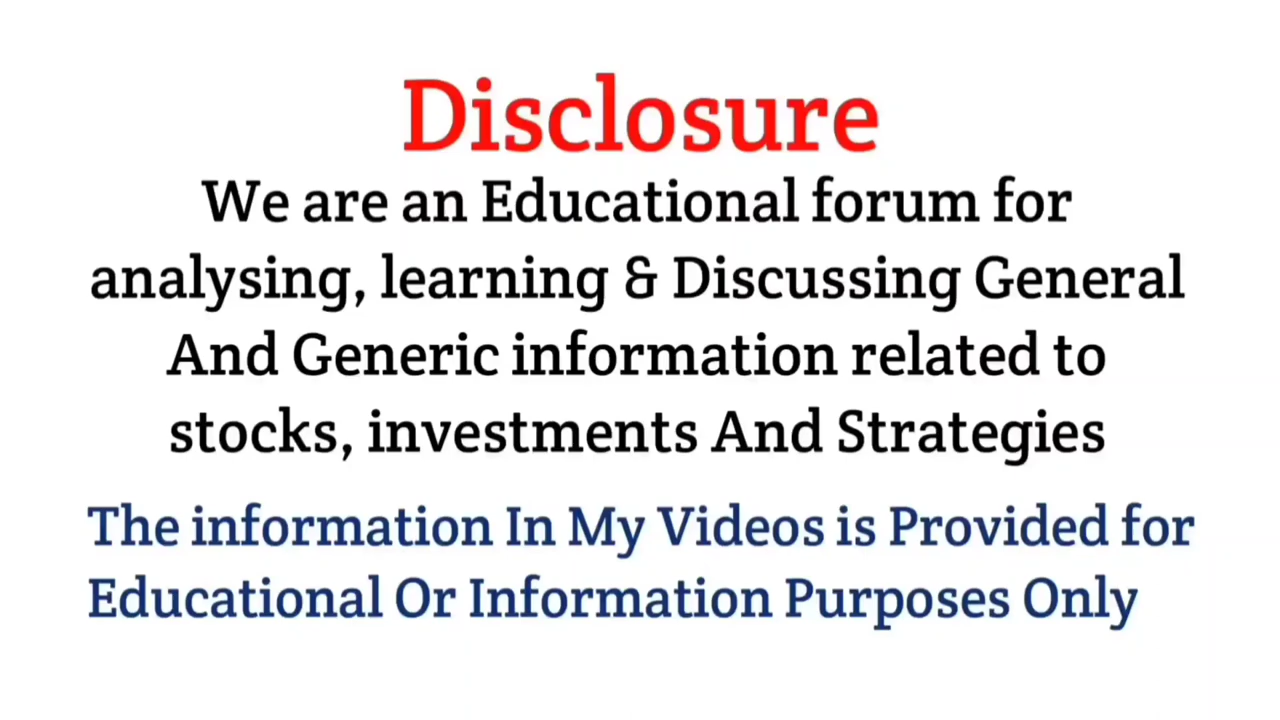 Disclosure
We are an Educational forum for
analysing, learning & Discussing General
And Generic information related to
stocks, investments And Strategies
The information In My Videos is Provided for
Educational Or Information Purposes Only